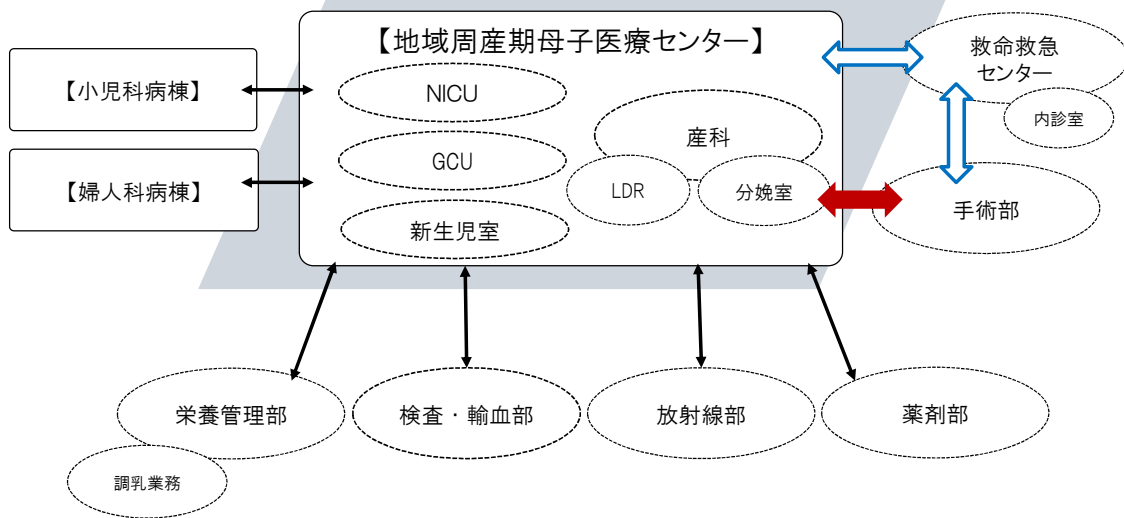 【地域周産期母子医療センター】
救命救急
センター
内診室
【小児科病棟】
【婦人科病棟】
NICU
GCU
新生児室
産科
LDR
分娩室
手術部
栄養管理部
調乳業務
検査・輸血部
放射線部
薬剤部